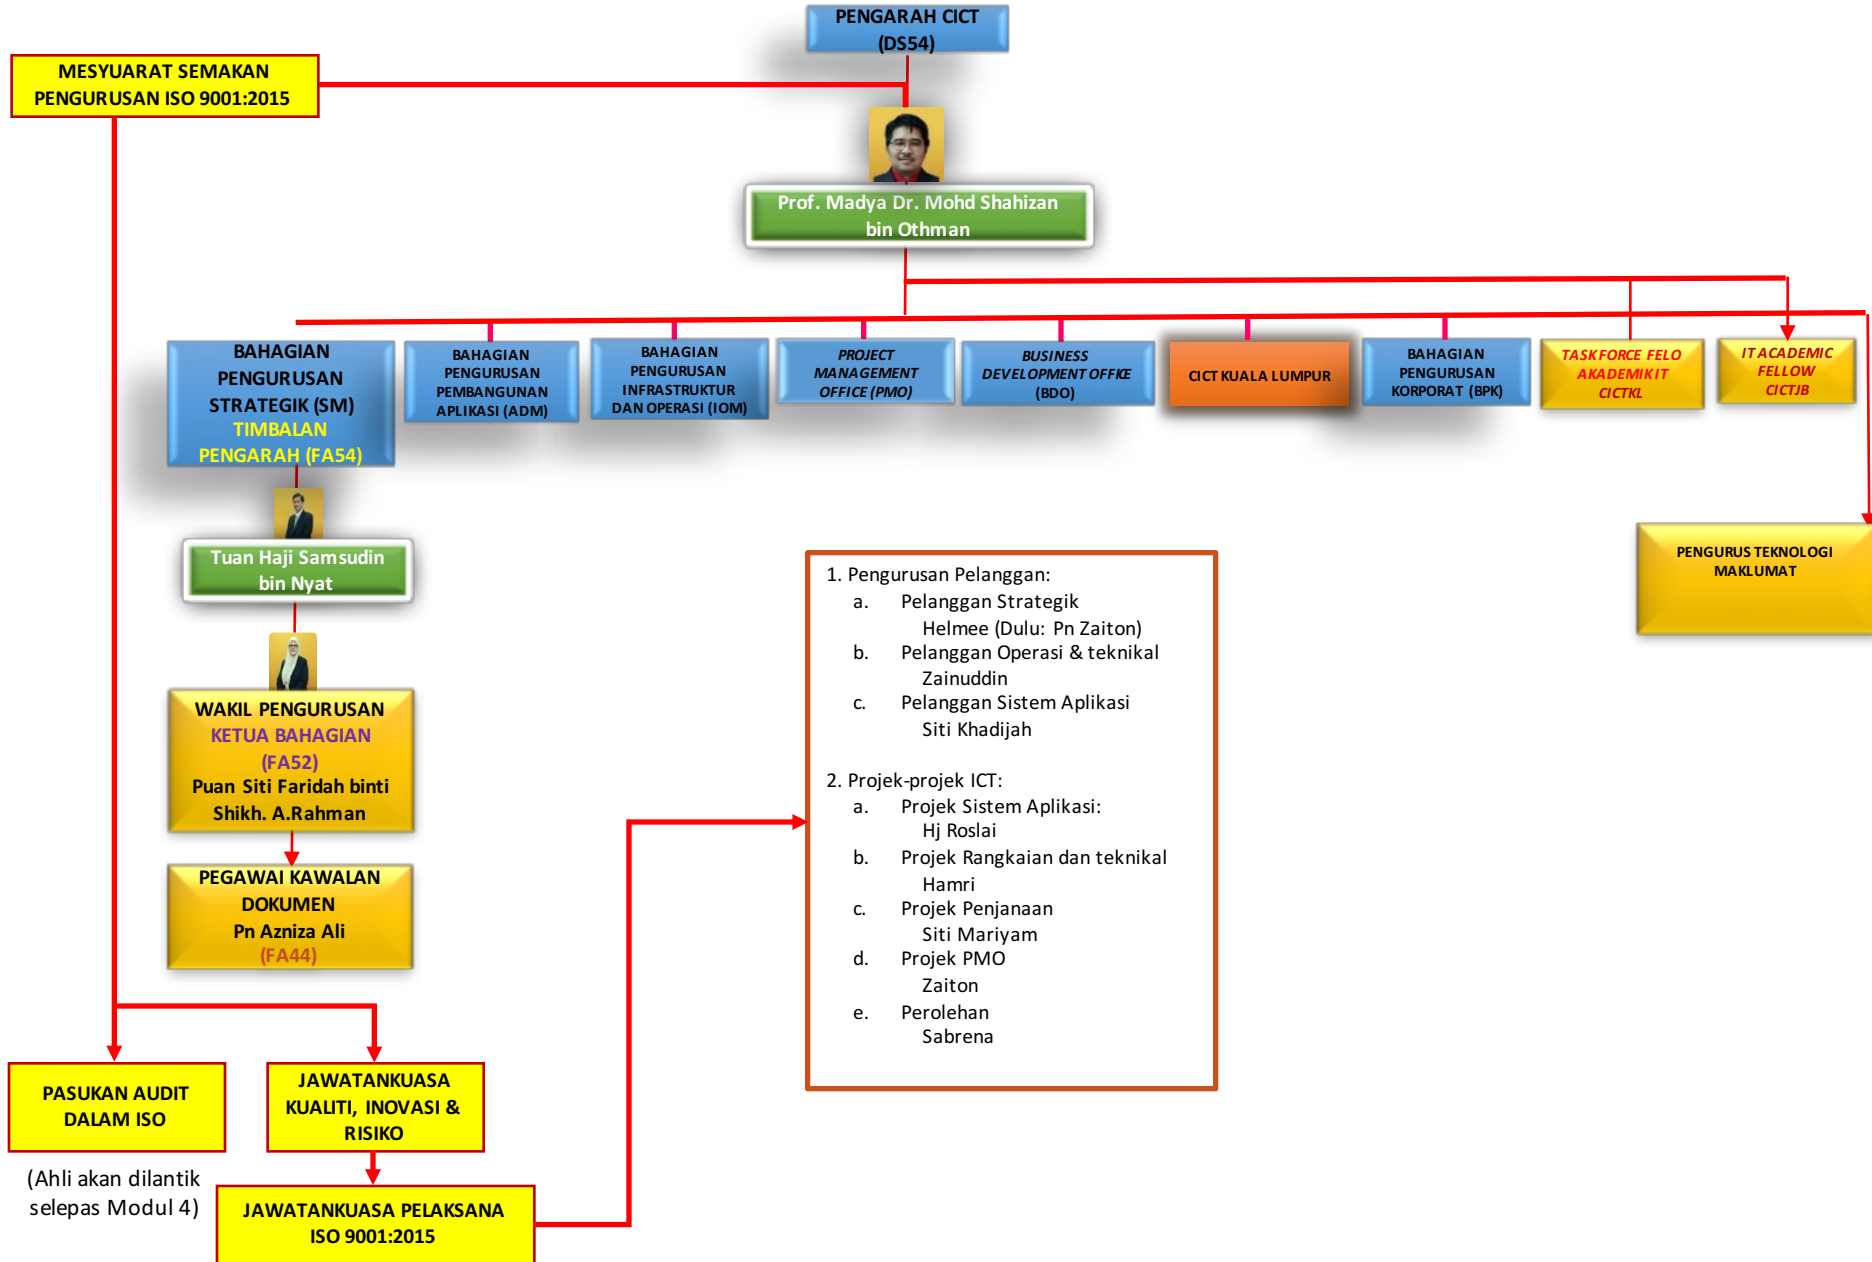 PENGARAH CICT
(DS54)
MESYUARAT SEMAKAN
PENGURUSAN ISO 9001:2015
Prof. Madya Dr. Mohd Shahizan
bin Othman
BAHAGIAN
PENGURUSAN
STRATEGIK (SM)
TIMBALAN
PENGARAH (FA54)
BAHAGIAN
PENGURUSAN
PEMBANGUNAN
APLIKASI (ADM)
BAHAGIAN
PENGURUSAN
INFRASTRUKTUR
DAN OPERASI (IOM)
PROJECT
MANAGEMENT
OFFICE (PMO)
BUSINESS
DEVELOPMENT OFFICE
(BDO)
CICT KUALA LUMPUR
BAHAGIAN
PENGURUSAN
KORPORAT (BPK)
TASKFORCE FELO
AKADEMIK IT
CICTKL
IT ACADEMIC
FELLOW
CICTJB
Tuan Haji Samsudin
bin Nyat
PENGURUS TEKNOLOGI
MAKLUMAT
WAKIL PENGURUSAN
KETUA BAHAGIAN
(FA52)
Puan Siti Faridah binti
Shikh. A.Rahman
PEGAWAI KAWALAN
DOKUMEN
Pn Azniza Ali
(FA44)
1. Pengurusan Pelanggan:
a. Pelanggan Strategik
Helmee (Dulu: Pn Zaiton)
b. Pelanggan Operasi & teknikal
Zainuddin
c. Pelanggan Sistem Aplikasi
Siti Khadijah
2. Projek-projek ICT:
a. Projek Sistem Aplikasi:
Hj Roslai
b. Projek Rangkaian dan teknikal
Hamri
c. Projek Penjanaan
Siti Mariyam
d. Projek PMO
Zaiton
e. Perolehan
Sabrena
PASUKAN AUDIT
DALAM ISO
(Ahli akan dilantik
selepas Modul 4)
JAWATANKUASA
KUALITI, INOVASI &
RISIKO
JAWATANKUASA PELAKSANA
ISO 9001:2015